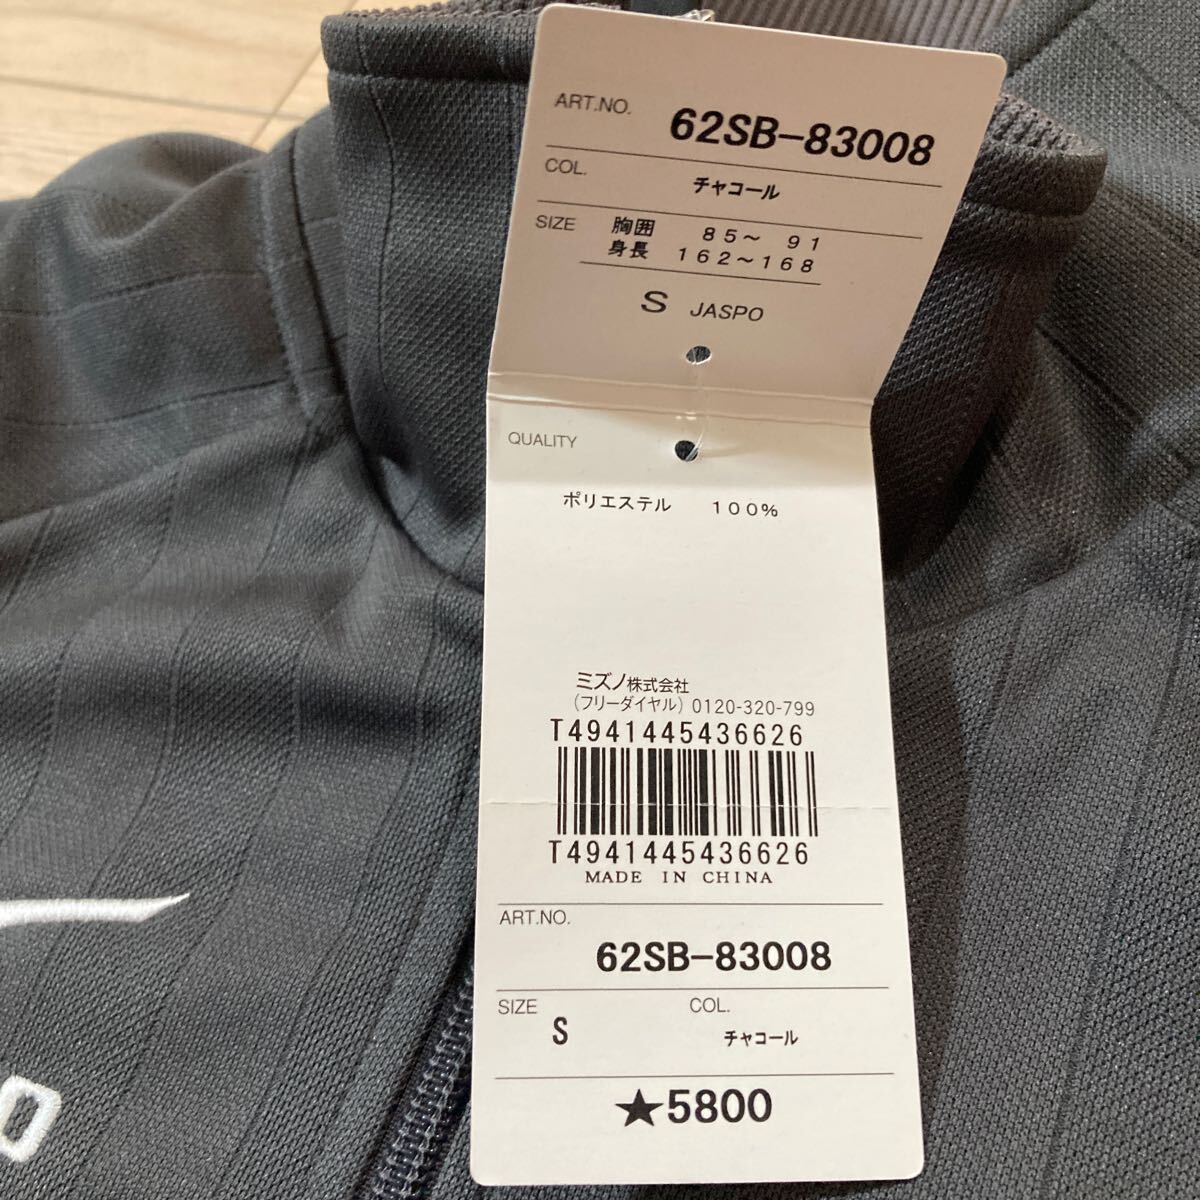 ART.NO. 62SB-83008
COL. チャコール
SIZE 胸囲 85～ 91
身長 162～168
S JASPO
QUALITY
ポリエステル 100%
ミズノ株式会社
(フリーダイヤル) 0120-320-799
T4941445436626
T4941445436626
MADE IN CHINA
ART.NO.
62SB-83008
SIZE S COL. チャコール
★5800